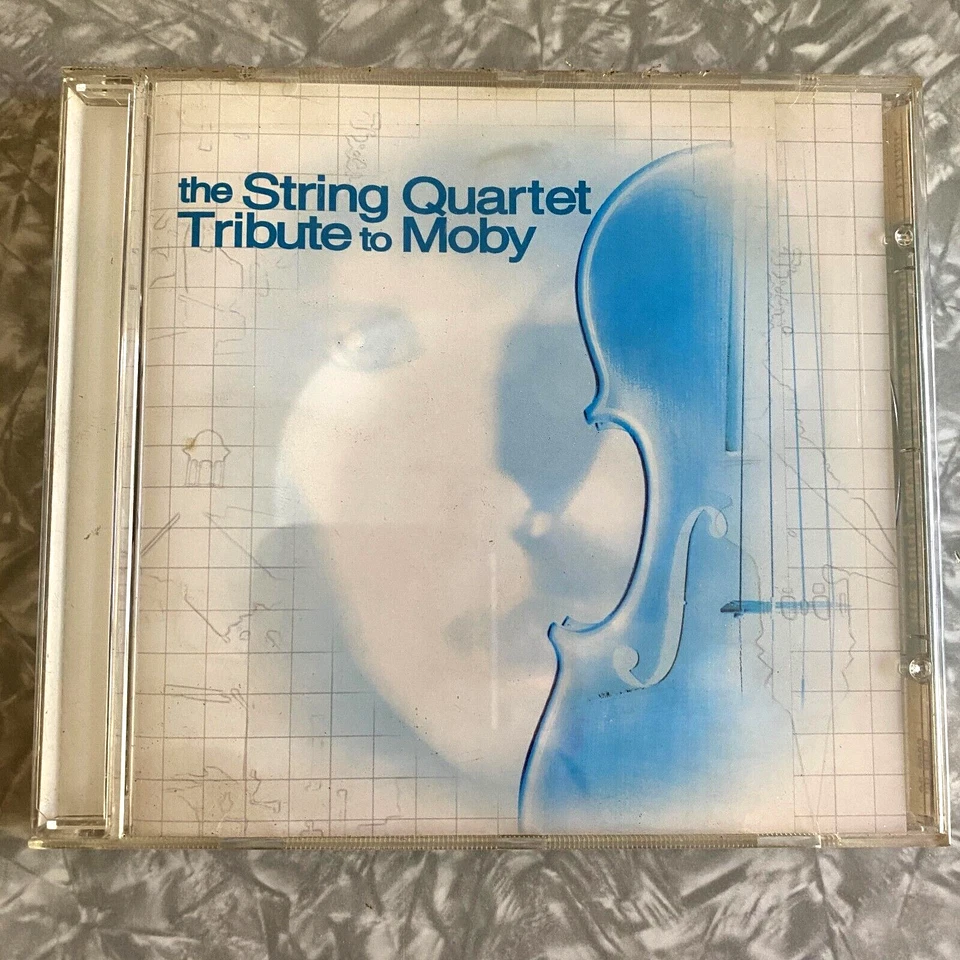 the String Quartet
Tribute to Moby